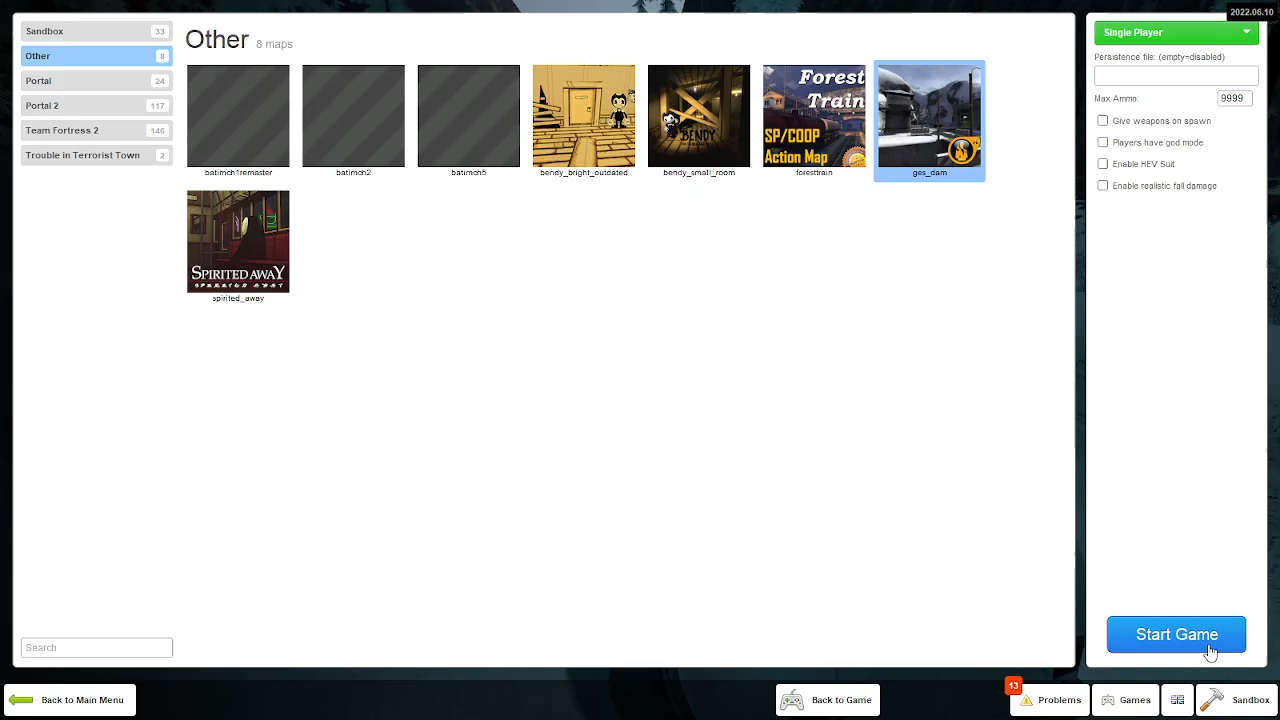 2022.06.10
Sandbox 33
Other 8
Portal 24
Portal 2 117
Team Fortress 2 146
Trouble in Terrorist Town 2
Search
Other 8 maps
batimch1remaster
batimch2
batimch5
bendy_bright_outdated
BENDY
bendy_small_room
Forest
Train
SP/COOP
Action Map
foresttrain
ges_dam
SPIRITED AWAY
spirited_away
Single Player
Persistence file: (empty=disabled)
Max Ammo: 9999
Give weapons on spawn
Players have god mode
Enable HEV Suit
Enable realistic fall damage
Start Game
Back to Main Menu
Back to Game
13
Problems
Games
Sandbox